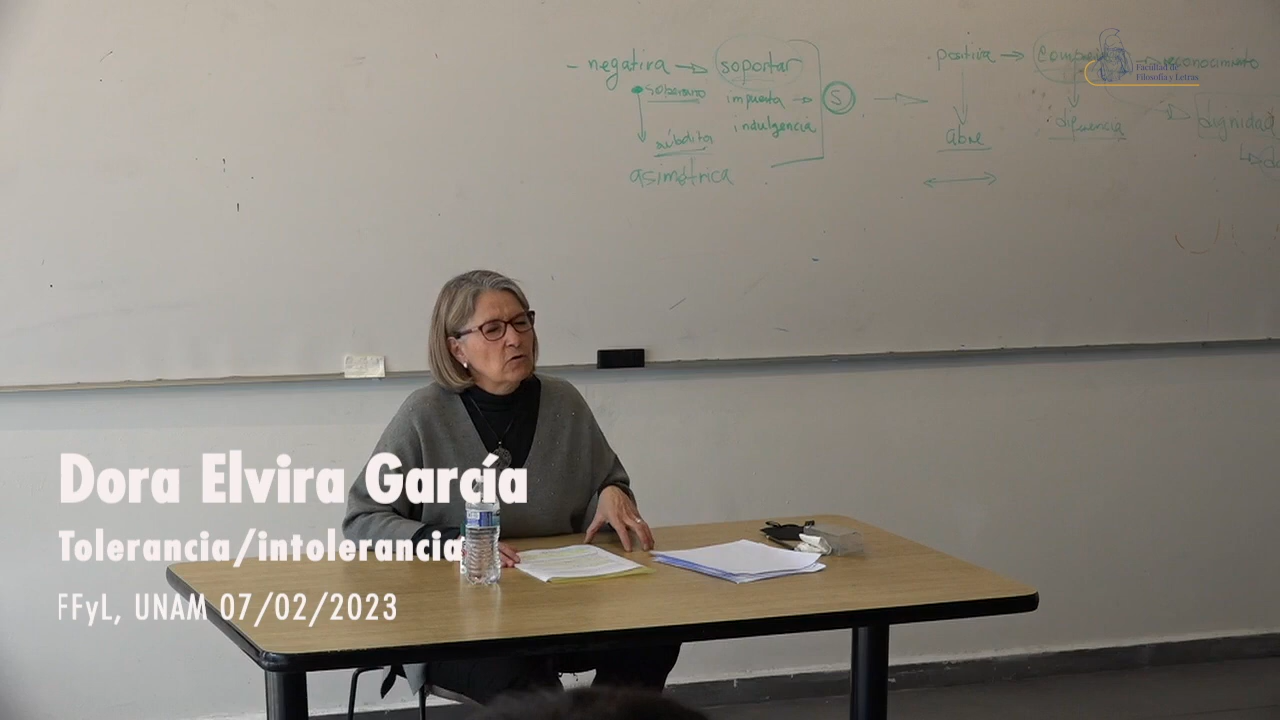 - negativa → soportar
soberano
impuesta →
S
indulgencia
súbdito
asimétrica
positiva →
reconocimiento
abre
diferencia
dignidad
Facultad de
Filosofía y Letras
Dora Elvira García
Tolerancia/intolerancia
FFyL, UNAM 07/02/2023